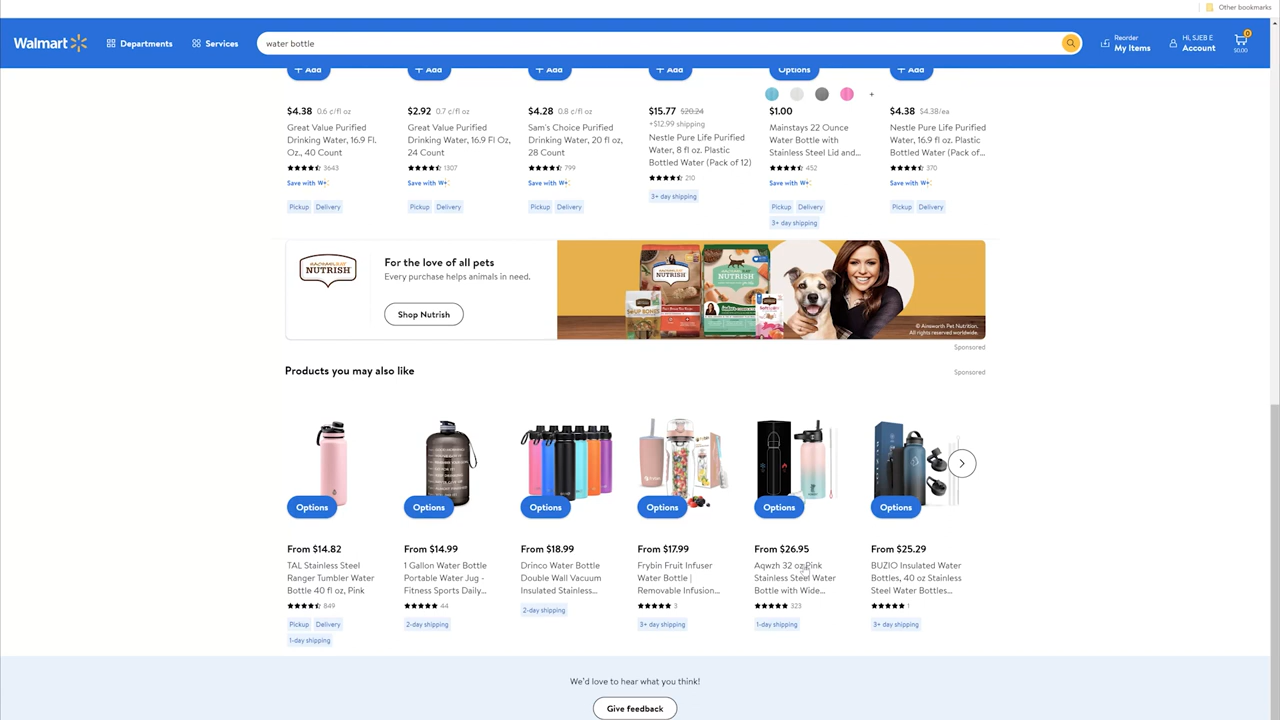 Other bookmarks
Walmart
Departments
Services
water bottle
Reorder
My Items
Hi, SJEB E
Account
0
$0.00
+ Add
+ Add
+ Add
+ Add
Options
+ Add
+
$4.38 0.6 ¢/fl oz
Great Value Purified
Drinking Water, 16.9 Fl.
Oz., 40 Count
3643
Save with W+
Pickup Delivery
$2.92 0.7 ¢/fl oz
Great Value Purified
Drinking Water, 16.9 Fl Oz,
24 Count
1307
Save with W+
Pickup Delivery
$4.28 0.8 ¢/fl oz
Sam's Choice Purified
Drinking Water, 20 fl oz,
28 Count
799
Save with W+
Pickup Delivery
$15.77 $20.24
+$12.99 shipping
Nestle Pure Life Purified
Water, 8 fl oz. Plastic
Bottled Water (Pack of 12)
210
3+ day shipping
$1.00
Mainstays 22 Ounce
Water Bottle with
Stainless Steel Lid and...
452
Save with W+
Pickup Delivery
3+ day shipping
$4.38 $4.38/ea
Nestle Pure Life Purified
Water, 16.9 fl oz. Plastic
Bottled Water (Pack of...
370
Save with W+
Pickup Delivery
NUTRISH
For the love of all pets
Every purchase helps animals in need.
Shop Nutrish
NUTRISH
NUTRISH
© Ainsworth Pet Nutrition.
All rights reserved worldwide.
Sponsored
Products you may also like
Sponsored
Options
Options
Options
Options
Options
Options
From $14.82
TAL Stainless Steel
Ranger Tumbler Water
Bottle 40 fl oz, Pink
849
Pickup Delivery
1-day shipping
From $14.99
1 Gallon Water Bottle
Portable Water Jug -
Fitness Sports Daily...
44
2-day shipping
From $18.99
Drinco Water Bottle
Double Wall Vacuum
Insulated Stainless...
2-day shipping
From $17.99
Frybin Fruit Infuser
Water Bottle |
Removable Infusion...
3
3+ day shipping
From $26.95
Aqwzh 32 oz Pink
Stainless Steel Water
Bottle with Wide...
323
1-day shipping
From $25.29
BUZIO Insulated Water
Bottles, 40 oz Stainless
Steel Water Bottles...
1
3+ day shipping
We'd love to hear what you think!
Give feedback